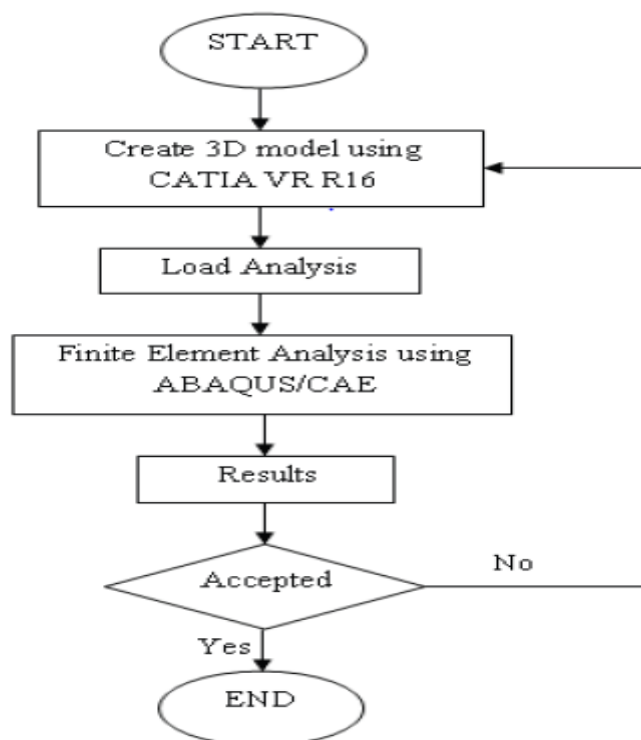 START
Create 3D model using
CATIA VR R16
Load Analysis
Finite Element Analysis using
ABAQUS/CAE
Results
Accepted
No
Yes
END